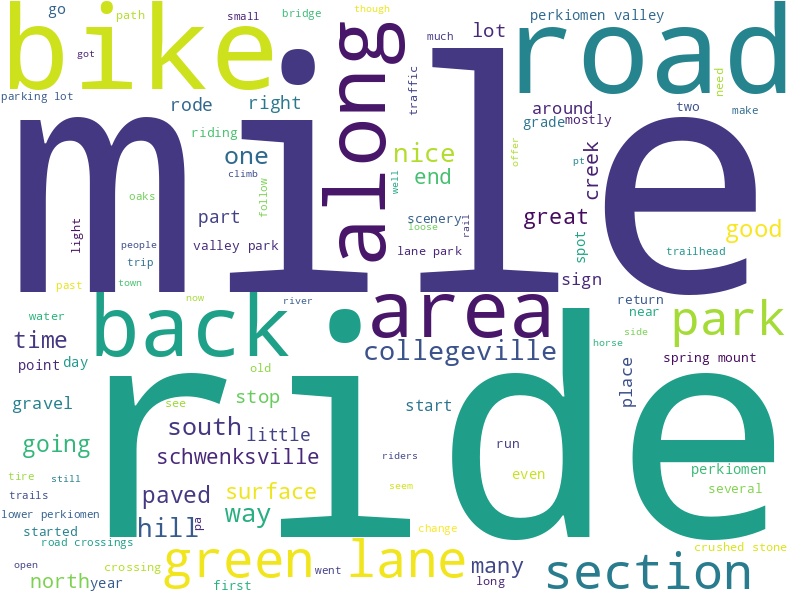 go
path
small
bridge
though
perkiomen valley
bike
got
along
much
lot
road
need
parking lot
rode
right
traffic
around
two
make
mile
riding
one
nice
grade
mostly
offer
pt
creek
climb
follow
end
well
oaks
light
part
scenery
rail
great
good
people
valley park
loose
lane park
spot
trailhead
trip
town
past
now
river
sign
return
near
water
back
area
park
side
horse
time
collegeville
spring mount
point
day
old
place
ride
gravel
see
stop
start
south
little
going
schwenksville
riders
run
perkiomen
tire
still
seem
even
several
trails
paved
surface
lower perkiomen
hill
pa
way
started
change
road crossings
crushed stone
open
crossing
green lane
went
many
section
north
year
first
long